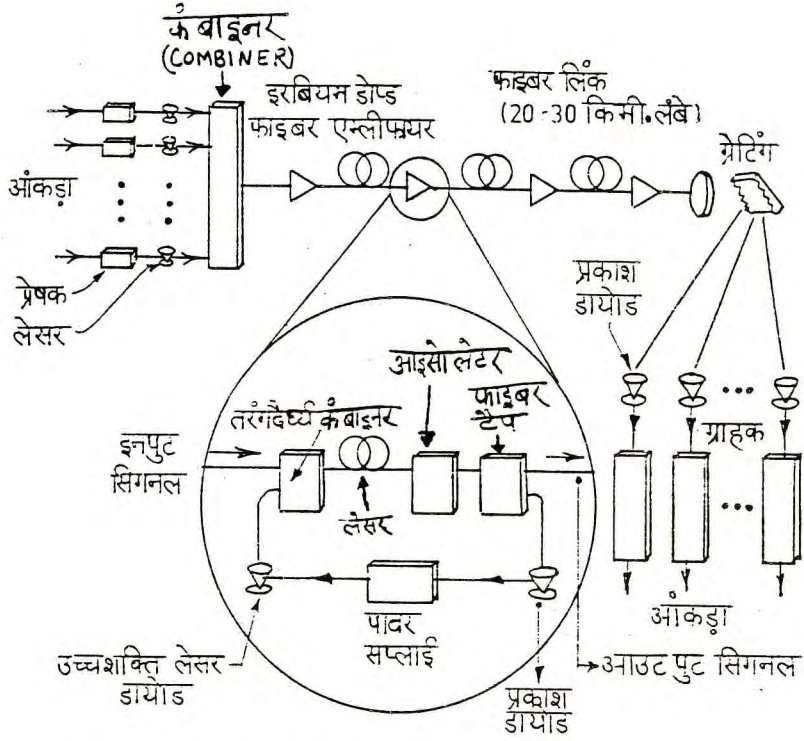 कंबाइनर
(COMBINER)
इरबियम डोप्ड
फाइबर एम्लीफायर
फाइबर लिंक
(20-30 किमी.लंबे)
ग्रेटिंग
आंकड़ा
प्रेषक
लेसर
प्रकाश
डायोड
आइसोलेटर
फाइबर
टैप
तरंगदैर्ध्य कंबाइनर
इनपुट
सिगनल
लेसर
ग्राहक
पावर
सप्लाई
आंकड़ा
उच्चशक्ति लेसर
डायोड
प्रकाश
डायोड
आउट पुट सिगनल